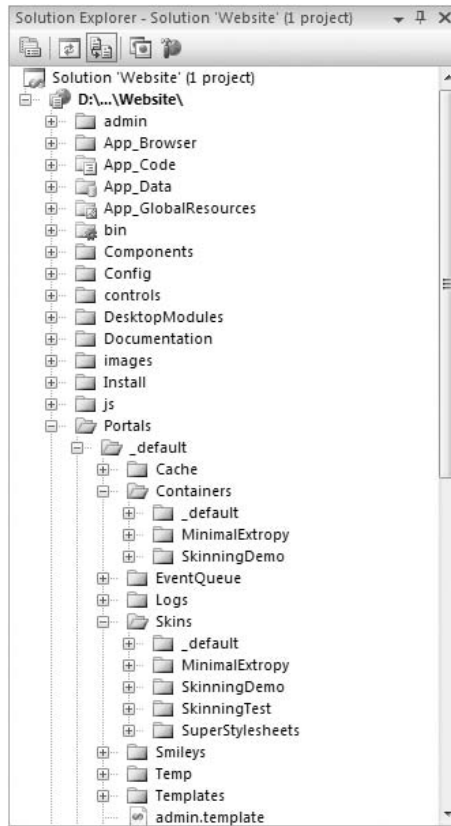 Solution Explorer - Solution 'Website' (1 project)
Solution 'Website' (1 project)
D:\...\Website\
admin
App_Browser
App_Code
App_Data
App_GlobalResources
bin
Components
Config
controls
DesktopModules
Documentation
images
Install
js
Portals
_default
Cache
Containers
_default
MinimalExtropy
SkinningDemo
EventQueue
Logs
Skins
_default
MinimalExtropy
SkinningDemo
SkinningTest
SuperStylesheets
Smileys
Temp
Templates
admin.template